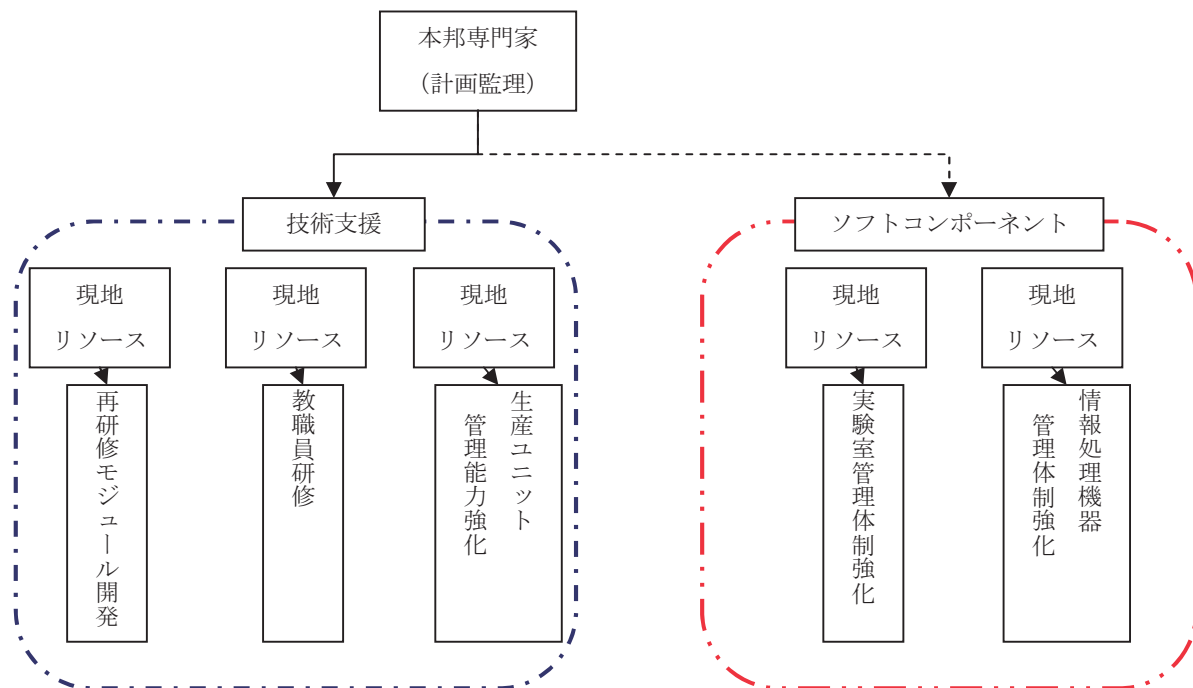 本邦専門家
(計画監理)
技術支援
ソフトコンポーネント
現地
リソース
現地
リソース
現地
リソース
現地
リソース
現地
リソース
再研修モジュール開発
教職員研修
生産ユニット
管理能力強化
実験室管理体制強化
情報処理機器
管理体制強化